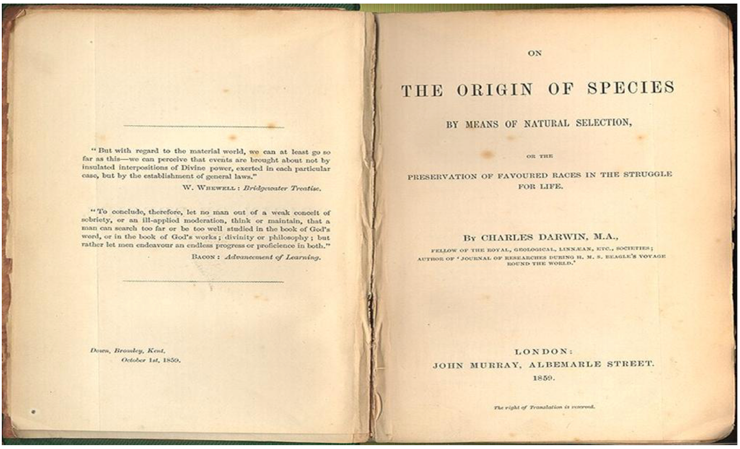 "But with regard to the material world, we can at least go so
far as this—we can perceive that events are brought about not by
insulated interpositions of Divine power, exerted in each particular
case, but by the establishment of general laws."
W. Whewell: Bridgewater Treatise.
"To conclude, therefore, let no man out of a weak conceit of
sobriety, or an ill-applied moderation, think or maintain, that a
man can search too far or be too well studied in the book of God's
word, or in the book of God's works; divinity or philosophy; but
rather let men endeavour an endless progress or proficience in both."
Bacon: Advancement of Learning.
Down, Bromley, Kent,
October 1st, 1859.
ON
THE ORIGIN OF SPECIES
BY MEANS OF NATURAL SELECTION,
OR THE
PRESERVATION OF FAVOURED RACES IN THE STRUGGLE
FOR LIFE.
By CHARLES DARWIN, M.A.,
FELLOW OF THE ROYAL, GEOLOGICAL, LINNÆAN, ETC., SOCIETIES;
AUTHOR OF 'JOURNAL OF RESEARCHES DURING H. M. S. BEAGLE'S VOYAGE
ROUND THE WORLD.'
LONDON:
JOHN MURRAY, ALBEMARLE STREET.
1859.
The right of Translation is reserved.